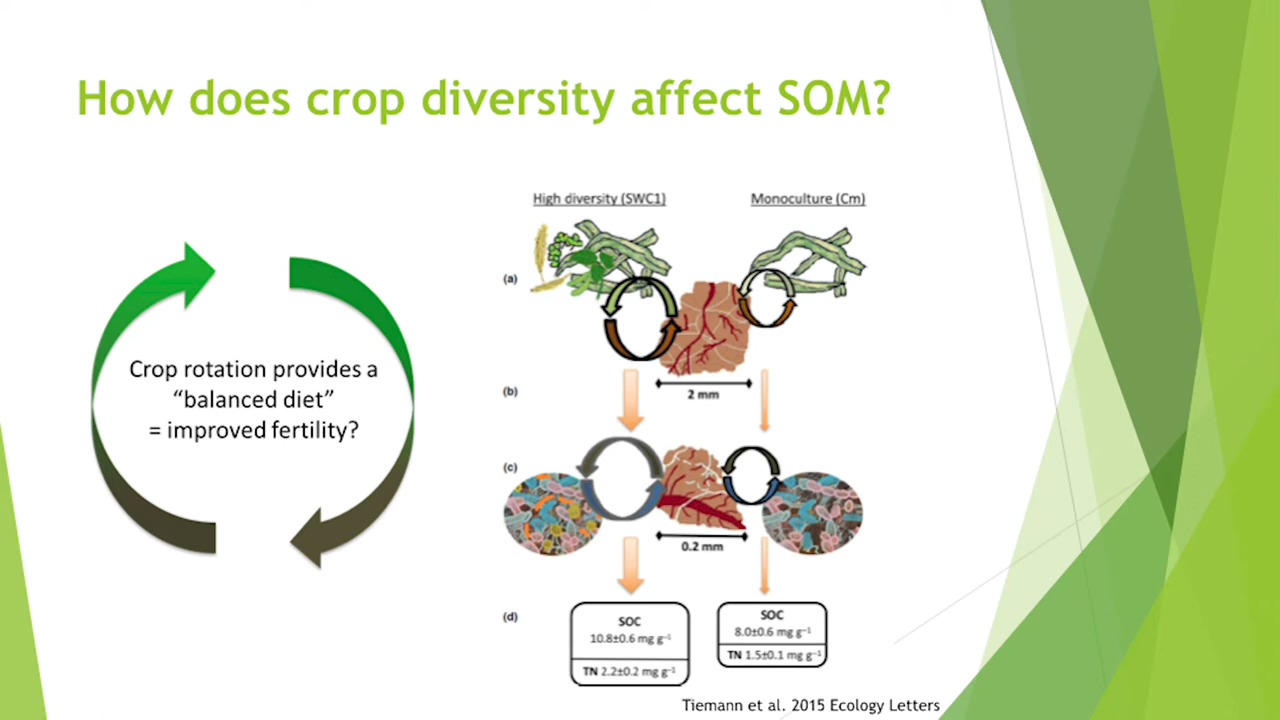 How does crop diversity affect SOM?
Crop rotation provides a
“balanced diet”
= improved fertility?
High diversity (SWC1)
Monoculture (Cm)
(a)
(b)
2 mm
(c)
0.2 mm
(d)
SOC
10.8±0.6 mg g⁻¹
TN 2.2±0.2 mg g⁻¹
SOC
8.0±0.6 mg g⁻¹
TN 1.5±0.1 mg g⁻¹
Tiemann et al. 2015 Ecology Letters